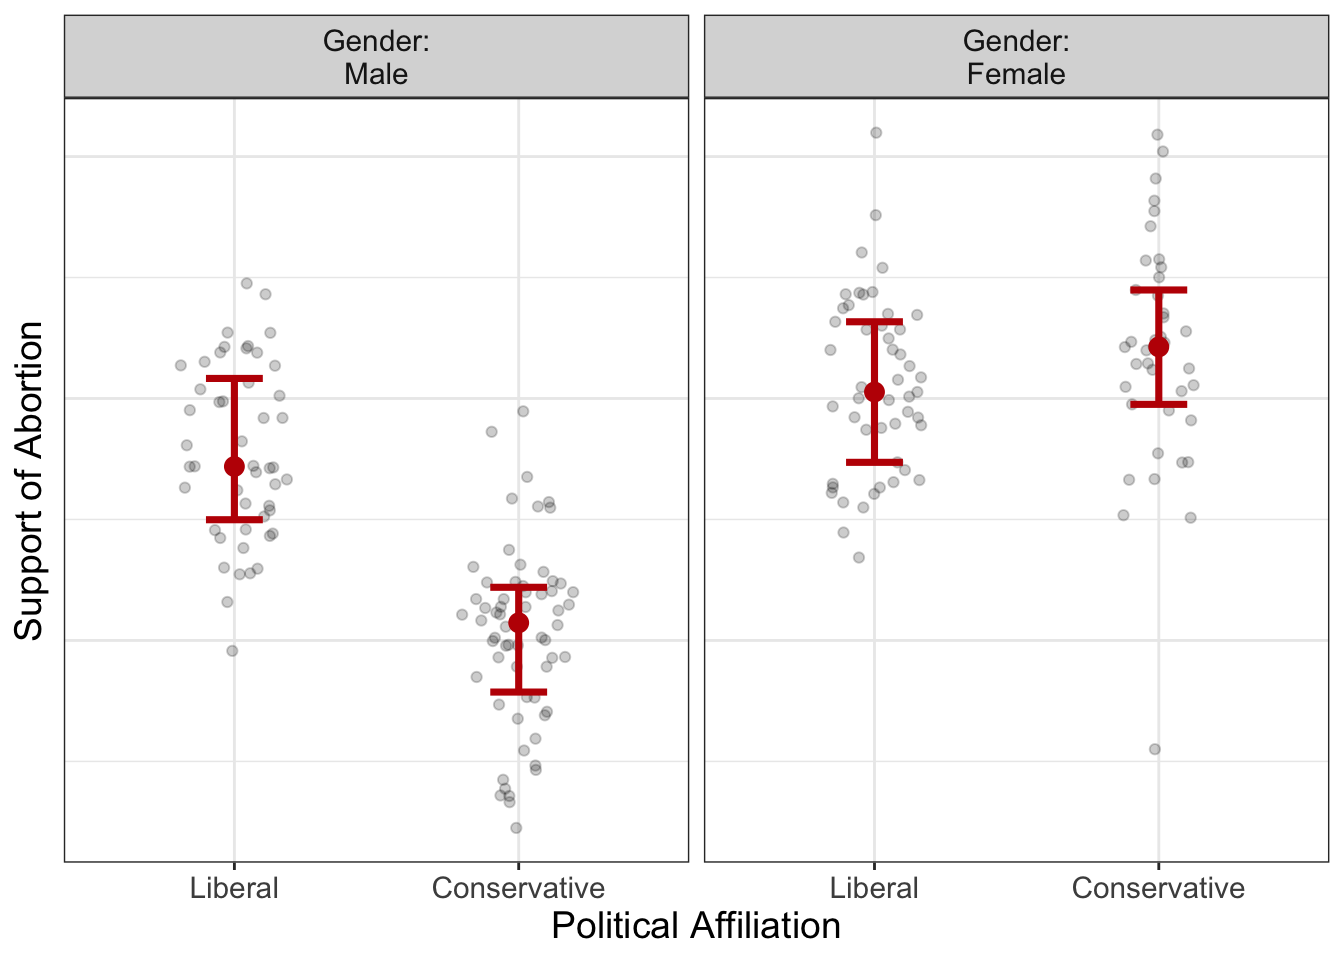 Gender:
Male
Gender:
Female
Support of Abortion
Liberal
Conservative
Liberal
Conservative
Political Affiliation